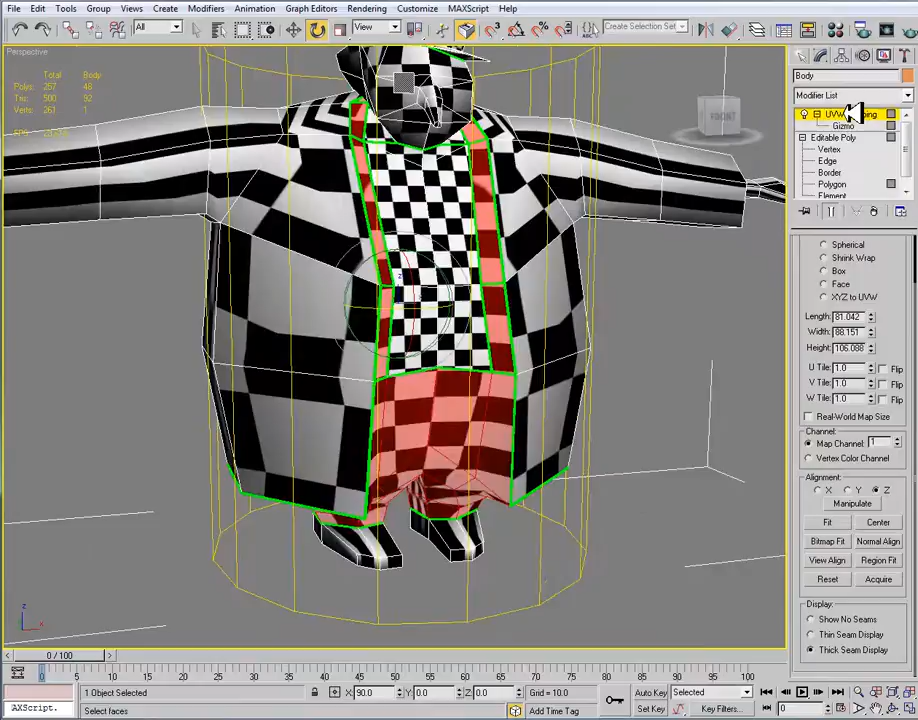 File Edit Tools Group Views Create Modifiers Animation Graph Editors Rendering Customize MAXScript Help
All View Create Selection Set
Perspective
Total Body
Polys: 257 48
Tris: 500 92
Verts: 261 1
FRONT
Body
Modifier List
Gizmo
Editable Poly
Vertex
Edge
Border
Polygon
Element
Spherical
Shrink Wrap
Box
Face
XYZ to UVW
Length: 81.042
Width: 88.151
Height: 106.088
U Tile: 1.0 Flip
V Tile: 1.0 Flip
W Tile: 1.0 Flip
Real-World Map Size
Channel:
Map Channel: 1
Vertex Color Channel
Alignment:
X Y Z
Manipulate
Fit Center
Bitmap Fit Normal Align
View Align Region Fit
Reset Acquire
Display:
Show No Seams
Thin Seam Display
Thick Seam Display
z x
0 / 100
0 5 10 15 20 25 30 35 40 45 50 55 60 65 70 75 80 85 90 95 100
1 Object Selected X: 90.0 Y: 0.0 Z: 0.0 Grid = 10.0 Auto Key Selected
AXScript. Select faces Add Time Tag Set Key Key Filters... 0